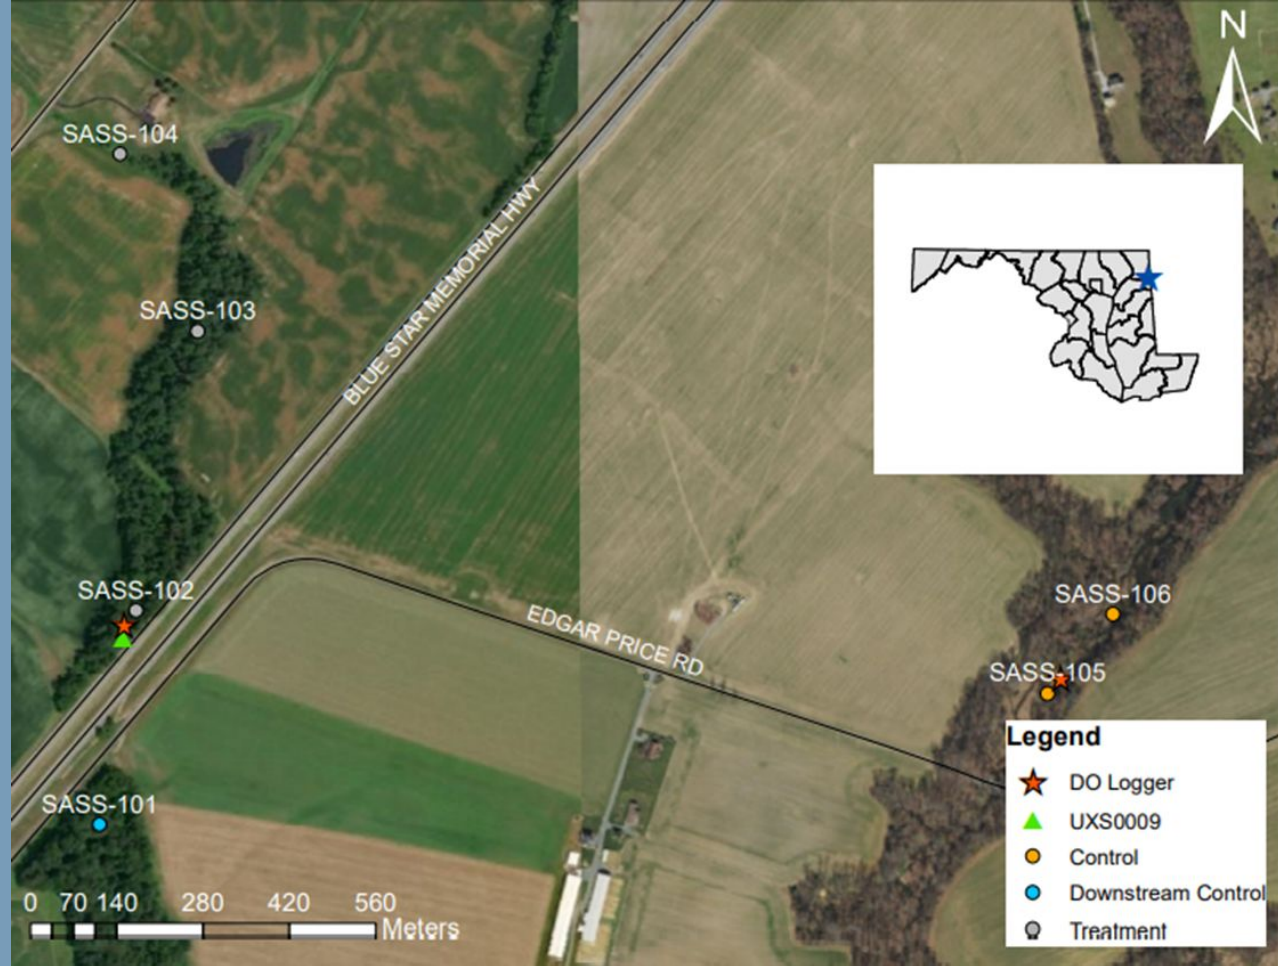 N
SASS-104
SASS-103
BLUE STAR MEMORIAL HWY
SASS-102
SASS-106
EDGAR PRICE RD
SASS-105
SASS-101
0 70 140 280 420 560
Meters
Legend
DO Logger
UXS0009
Control
Downstream Control
Treatment